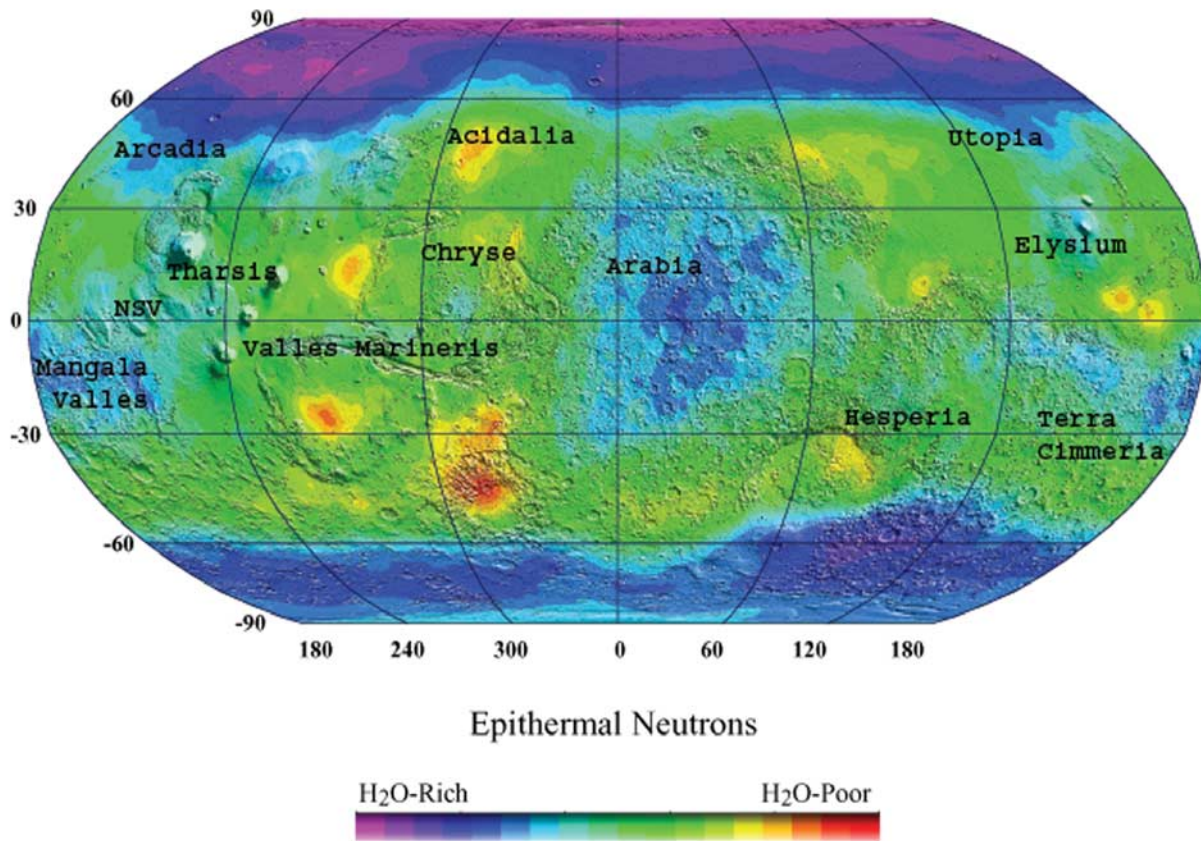 90
60
Arcadia
Acidalia
Utopia
30
Tharsis
Chryse
Arabia
Elysium
NSV
0
Valles Marineris
Mangala
Valles
Hesperia
Terra
Cimmeria
-30
-60
-90
180 240 300 0 60 120 180
Epithermal Neutrons
H₂O-Rich H₂O-Poor